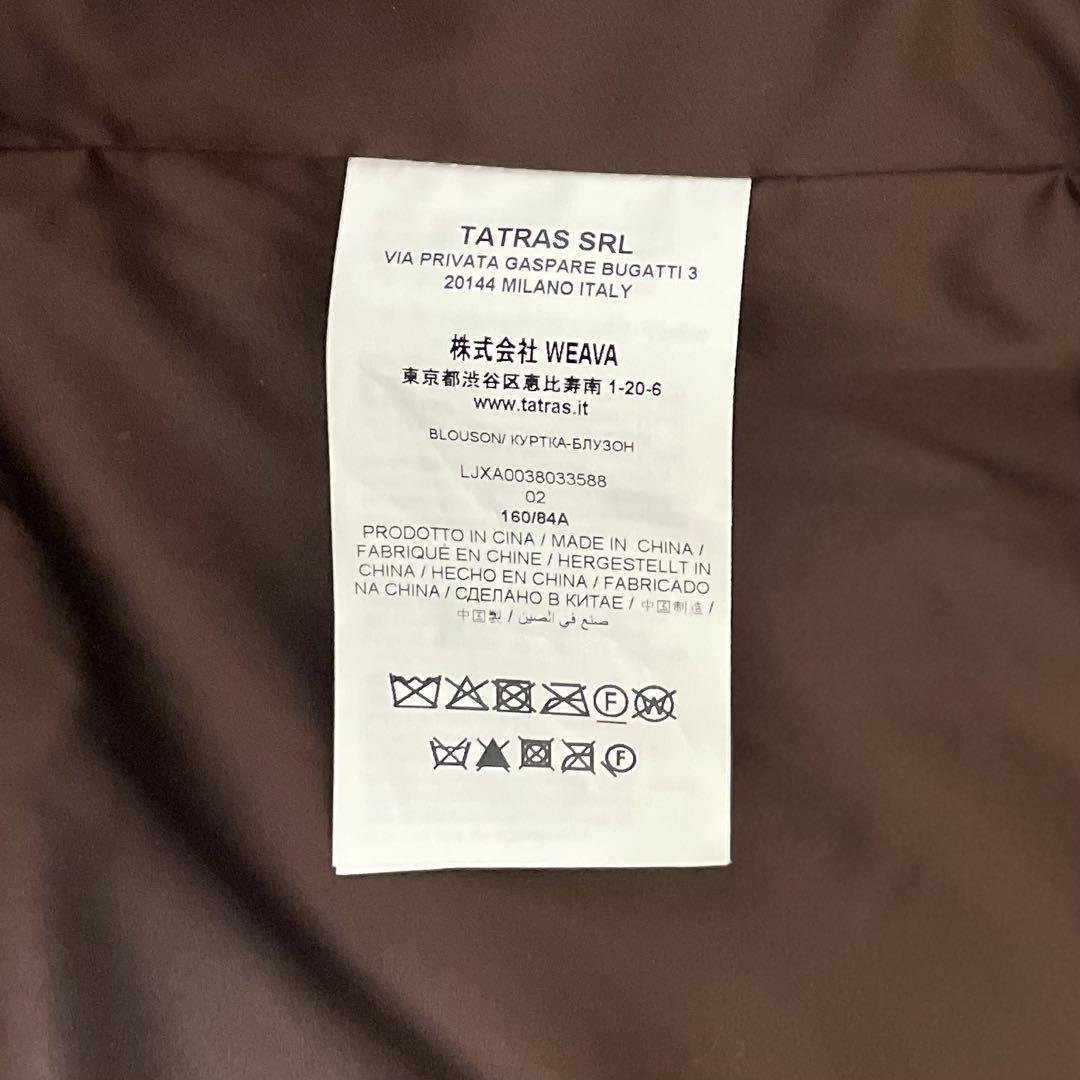 TATRAS SRL
VIA PRIVATA GASPARE BUGATTI 3
20144 MILANO ITALY
株式会社 WEAVA
東京都渋谷区恵比寿南 1-20-6
www.tatras.it
BLOUSON/ КУРТКА-БЛУЗОН
LJXA0038033588
02
160/84A
PRODOTTO IN CINA / MADE IN CHINA /
FABRIQUÉ EN CHINE / HERGESTELLT IN
CHINA / HECHO EN CHINA / FABRICADO
NA CHINA / СДЕЛАНО В КИТАЕ / 中国制造 /
中国製 / صنع في الصين
F W
F